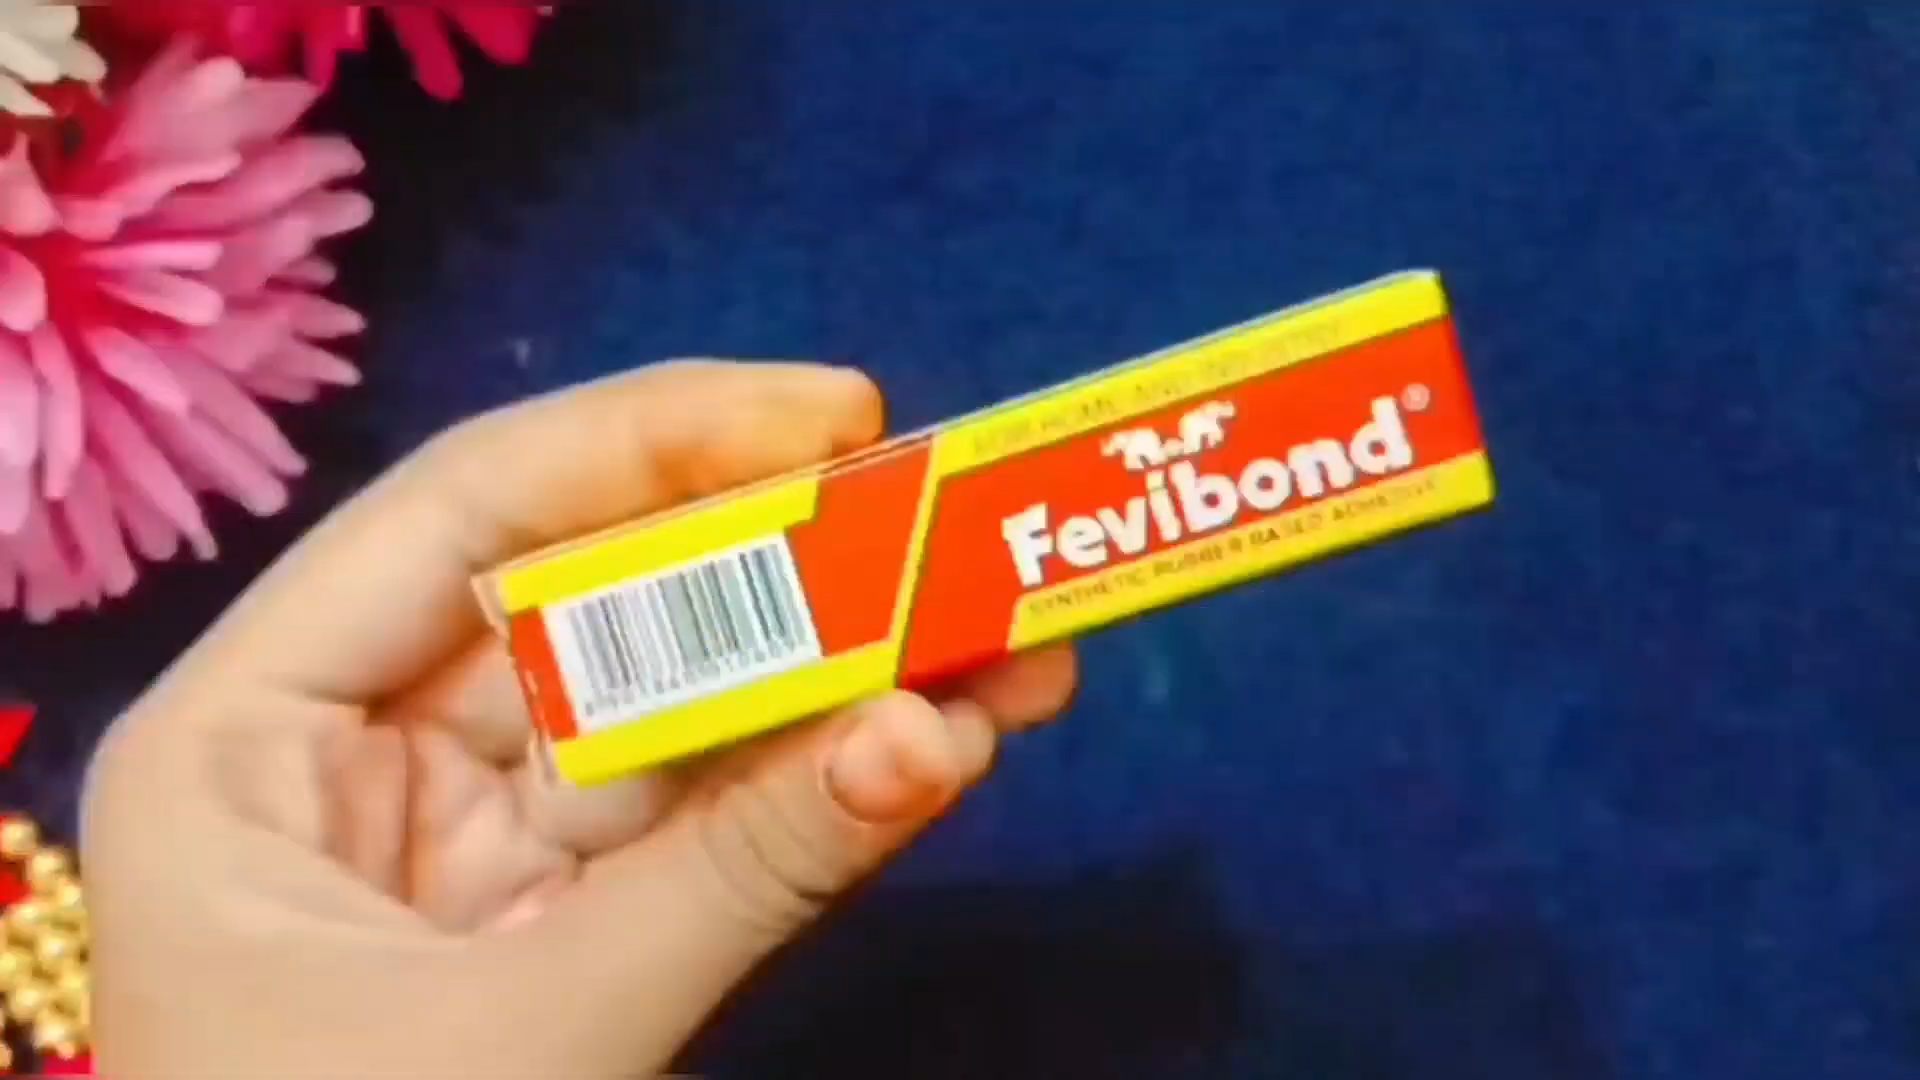 FOR HOME AND INDUSTRY
Fevibond®
SYNTHETIC RUBBER BASED ADHESIVE